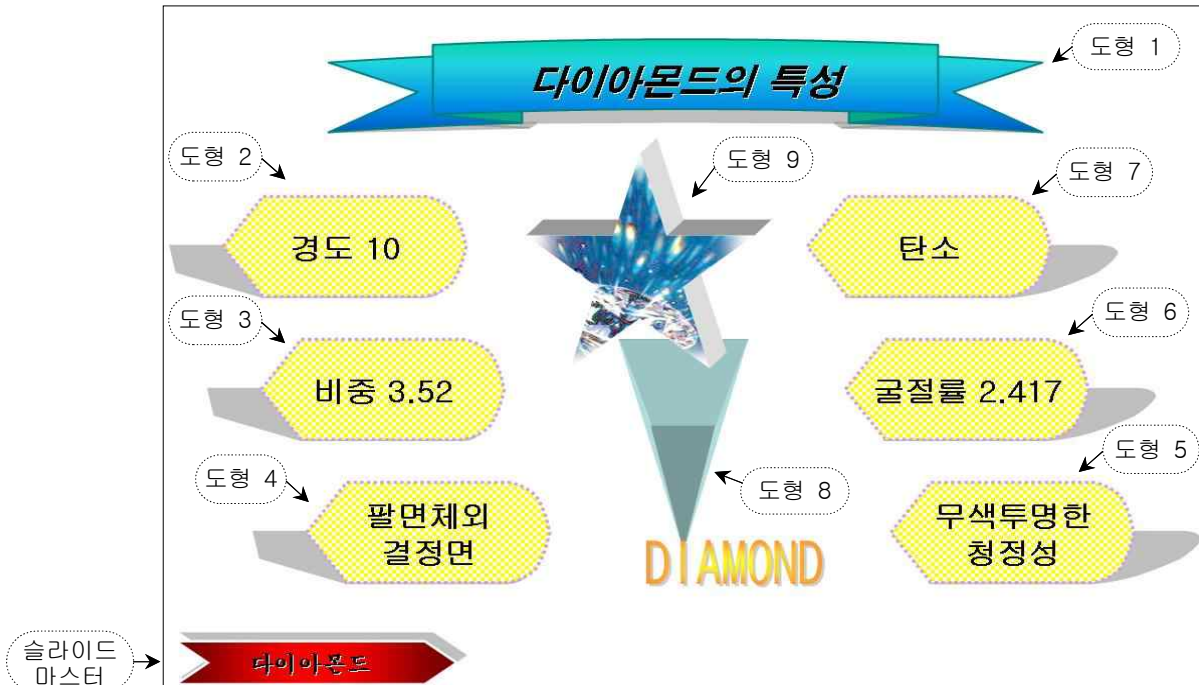 다이아몬드의 특성
도형 1
도형 2
도형 9
도형 7
경도 10
탄소
도형 3
도형 6
비중 3.52
굴절률 2.417
도형 4
도형 8
도형 5
팔면체외
결정면
무색투명한
청정성
DIAMOND
슬라이드
마스터
다이아몬드